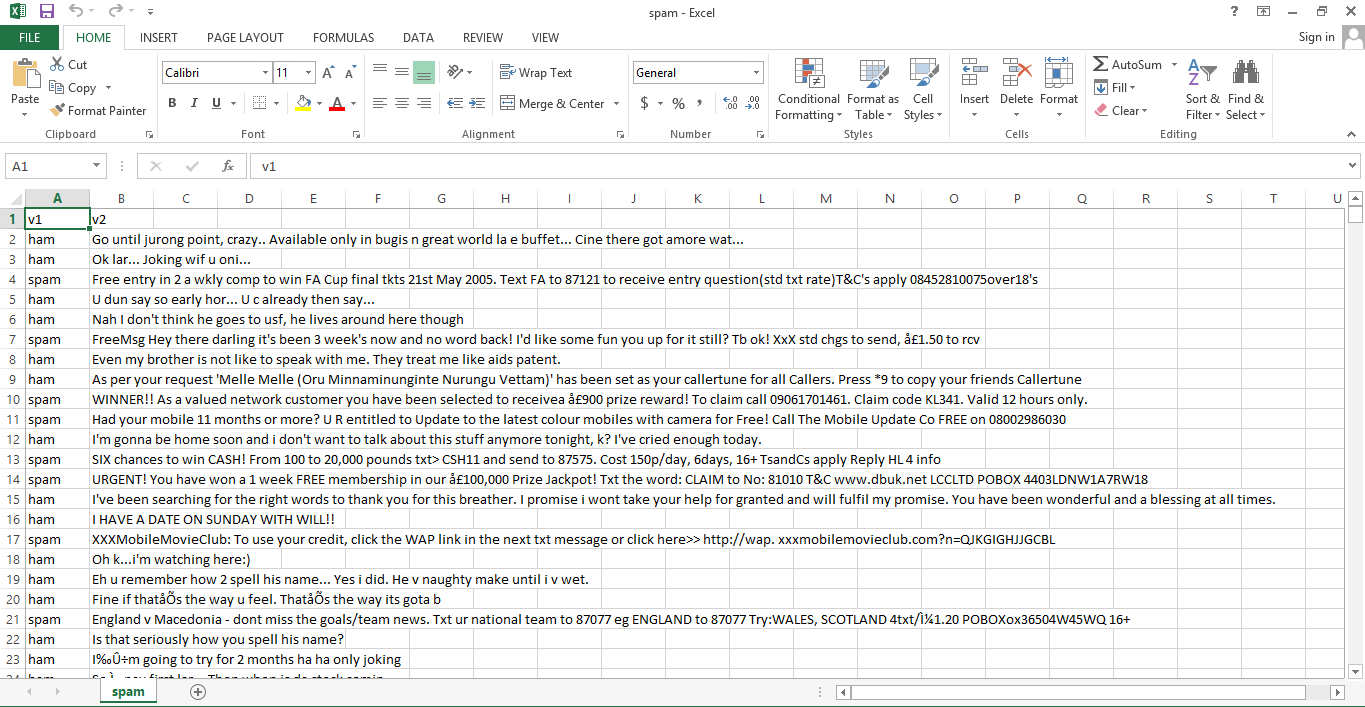 spam - Excel
FILE HOME INSERT PAGE LAYOUT FORMULAS DATA REVIEW VIEW Sign in
Paste
Cut
Copy
Format Painter
Clipboard
Calibri 11
B I U
Font
Wrap Text
Merge & Center
Alignment
General
$ % ,
Number
Conditional Formatting
Format as Table
Cell Styles
Styles
Insert
Delete
Format
Cells
AutoSum
Fill
Clear
Sort & Filter
Find & Select
Editing
A1 fx v1
A B C D E F G H I J K L M N O P Q R S T U
1 v1 v2
2 ham Go until jurong point, crazy.. Available only in bugis n great world la e buffet... Cine there got amore wat...
3 ham Ok lar... Joking wif u oni...
4 spam Free entry in 2 a wkly comp to win FA Cup final tkts 21st May 2005. Text FA to 87121 to receive entry question(std txt rate)T&C's apply 08452810075over18's
5 ham U dun say so early hor... U c already then say...
6 ham Nah I don't think he goes to usf, he lives around here though
7 spam FreeMsg Hey there darling it's been 3 week's now and no word back! I'd like some fun you up for it still? Tb ok! XxX std chgs to send, å£1.50 to rcv
8 ham Even my brother is not like to speak with me. They treat me like aids patent.
9 ham As per your request 'Melle Melle (Oru Minnaminunginte Nurungu Vettam)' has been set as your callertune for all Callers. Press *9 to copy your friends Callertune
10 spam WINNER!! As a valued network customer you have been selected to receivea å£900 prize reward! To claim call 09061701461. Claim code KL341. Valid 12 hours only.
11 spam Had your mobile 11 months or more? U R entitled to Update to the latest colour mobiles with camera for Free! Call The Mobile Update Co FREE on 08002986030
12 ham I'm gonna be home soon and i don't want to talk about this stuff anymore tonight, k? I've cried enough today.
13 spam SIX chances to win CASH! From 100 to 20,000 pounds txt> CSH11 and send to 87575. Cost 150p/day, 6days, 16+ TsandCs apply Reply HL 4 info
14 spam URGENT! You have won a 1 week FREE membership in our å£100,000 Prize Jackpot! Txt the word: CLAIM to No: 81010 T&C www.dbuk.net LCCLTD POBOX 4403LDNW1A7RW18
15 ham I've been searching for the right words to thank you for this breather. I promise i wont take your help for granted and will fulfil my promise. You have been wonderful and a blessing at all times.
16 ham I HAVE A DATE ON SUNDAY WITH WILL!!
17 spam XXXMobileMovieClub: To use your credit, click the WAP link in the next txt message or click here>> http://wap. xxxmobilemovieclub.com?n=QJKGIGHJJGCBL
18 ham Oh k...i'm watching here:)
19 ham Eh u remember how 2 spell his name... Yes i did. He v naughty make until i v wet.
20 ham Fine if thatåÕs the way u feel. ThatåÕs the way its gota b
21 spam England v Macedonia - dont miss the goals/team news. Txt ur national team to 87077 eg ENGLAND to 87077 Try:WALES, SCOTLAND 4txt/Ì¼1.20 POBOXox36504W45WQ 16+
22 ham Is that seriously how you spell his name?
23 ham I‰Û÷m going to try for 2 months ha ha only joking
spam